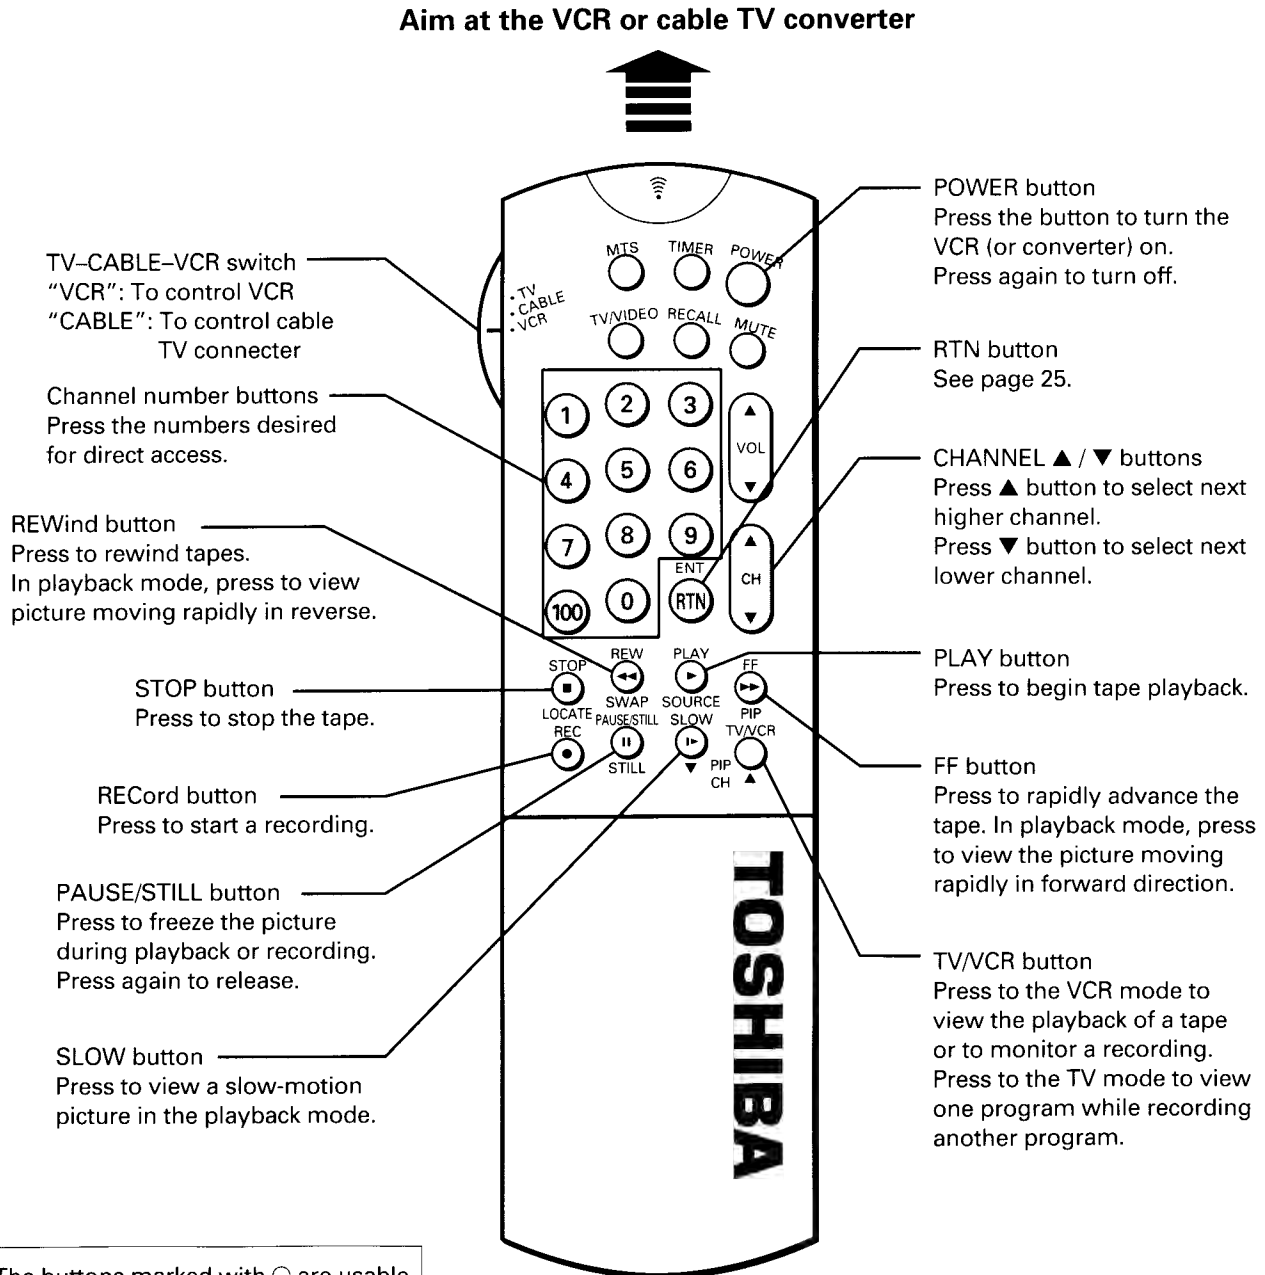 Aim at the VCR or cable TV converter
TV–CABLE–VCR switch
“VCR”: To control VCR
“CABLE”: To control cable
TV connecter
Channel number buttons
Press the numbers desired
for direct access.
REWind button
Press to rewind tapes.
In playback mode, press to view
picture moving rapidly in reverse.
STOP button
Press to stop the tape.
RECord button
Press to start a recording.
PAUSE/STILL button
Press to freeze the picture
during playback or recording.
Press again to release.
SLOW button
Press to view a slow-motion
picture in the playback mode.
MTS TIMER POWER
• TV
• CABLE
• VCR
TV/VIDEO RECALL MUTE
1 2 3
▲ VOL ▼
4 5 6
7 8 9
ENT
▲ CH ▼
100 0 RTN
STOP REW PLAY FF
LOCATE SWAP SOURCE PIP
REC PAUSE/STILL SLOW TV/VCR
STILL ▼ PIP CH ▲
TOSHIBA
POWER button
Press the button to turn the
VCR (or converter) on.
Press again to turn off.
RTN button
See page 25.
CHANNEL ▲ / ▼ buttons
Press ▲ button to select next
higher channel.
Press ▼ button to select next
lower channel.
PLAY button
Press to begin tape playback.
FF button
Press to rapidly advance the
tape. In playback mode, press
to view the picture moving
rapidly in forward direction.
TV/VCR button
Press to the VCR mode to
view the playback of a tape
or to monitor a recording.
Press to the TV mode to view
one program while recording
another program.
The buttons marked with ○ are usable